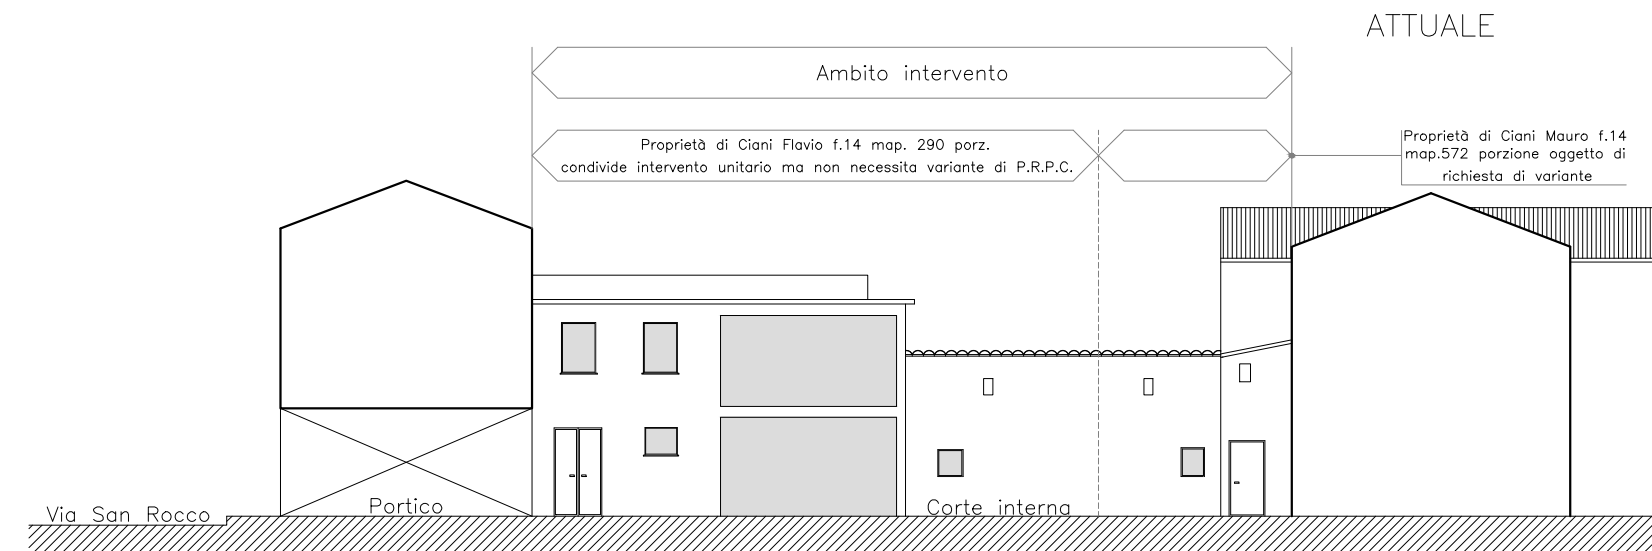 ATTUALE
Ambito intervento
Proprietà di Ciani Flavio f.14 map. 290 porz.
condivide intervento unitario ma non necessita variante di P.R.P.C.
Proprietà di Ciani Mauro f.14
map.572 porzione oggetto di
richiesta di variante
Via San Rocco
Portico
Corte interna